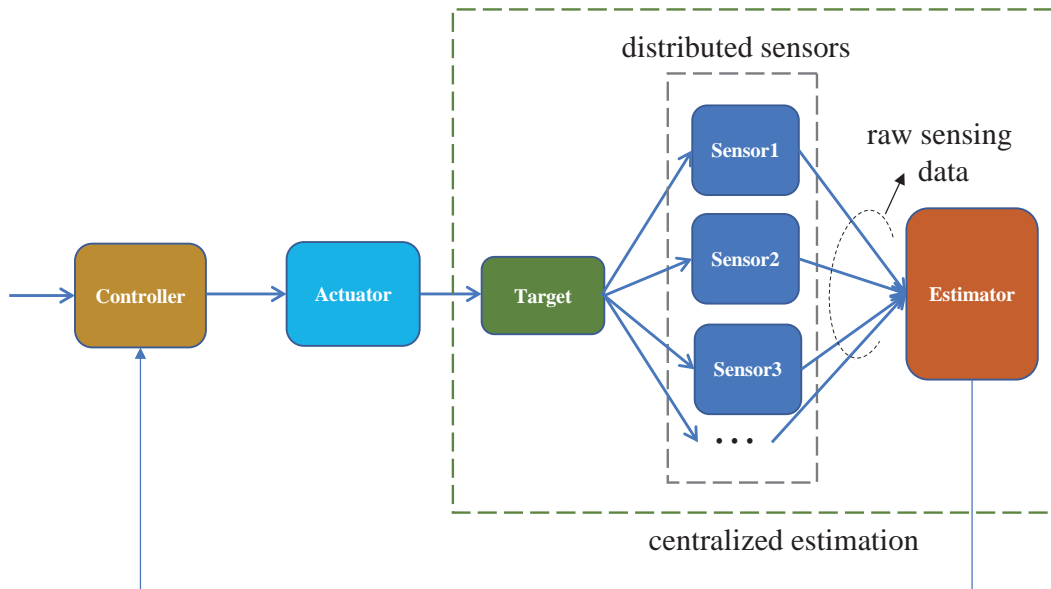 distributed sensors
Sensor1
raw sensing
data
Sensor2
Controller
Actuator
Target
Estimator
Sensor3
...
centralized estimation